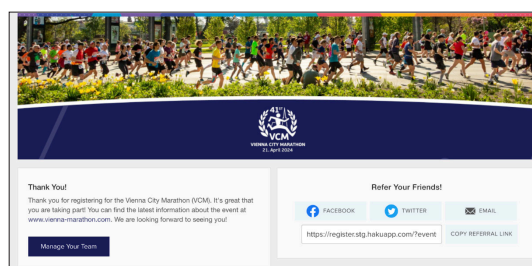 41st
VCM
VIENNA CITY MARATHON
21. April 2024
Thank You!
Thank you for registering for the Vienna City Marathon (VCM). It's great that
you are taking part! You can find the latest information about the event at
www.vienna-marathon.com. We are looking forward to seeing you!
Manage Your Team
Refer Your Friends!
FACEBOOK
TWITTER
EMAIL
https://register.stg.hakuapp.com/?event
COPY REFERRAL LINK